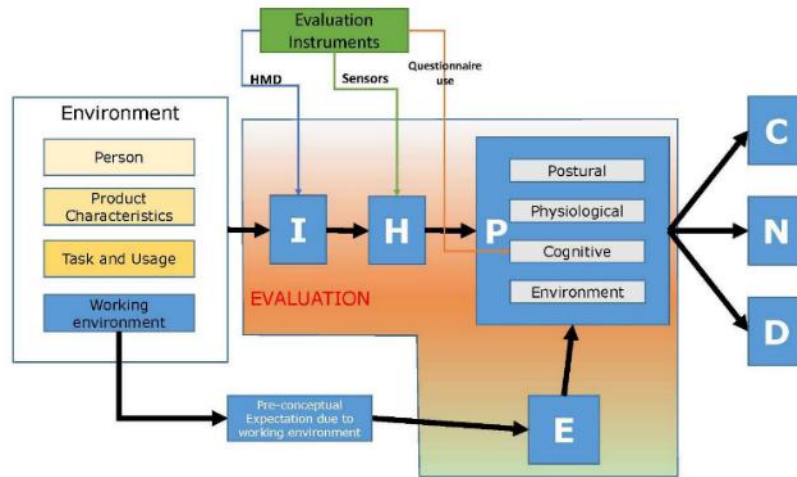 Evaluation
Instruments
HMD
Sensors
Questionnaire
use
Environment
Person
Product
Characteristics
Task and Usage
Working
environment
I
H
P
Postural
Physiological
Cognitive
Environment
C
N
D
EVALUATION
Pre-conceptual
Expectation due to
working environment
E